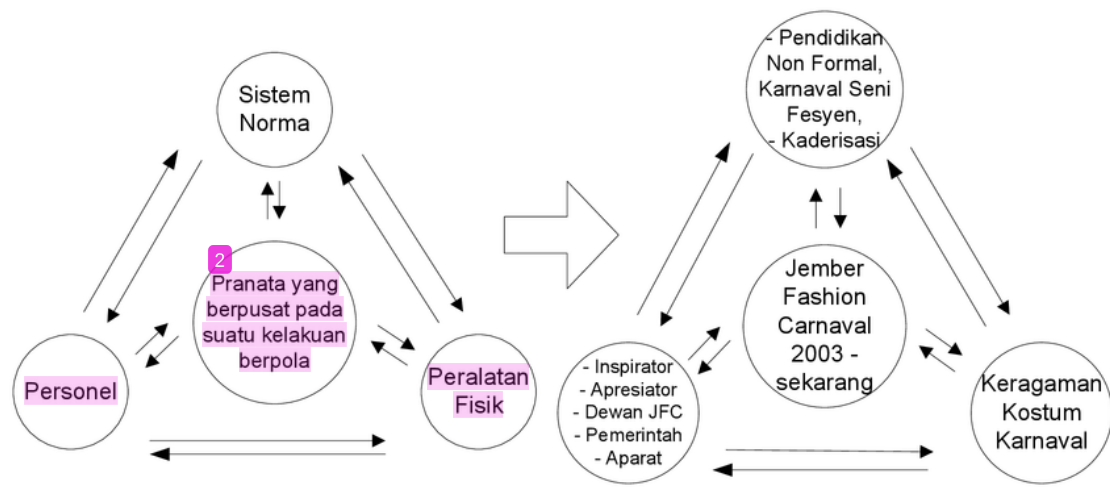 Sistem
Norma
2
Pranata yang
berpusat pada
suatu kelakuan
berpola
Personel
Peralatan
Fisik
- Pendidikan
Non Formal,
Karnaval Seni
Fesyen,
- Kaderisasi
Jember
Fashion
Carnaval
2003 -
sekarang
- Inspirator
- Apresiator
- Dewan JFC
- Pemerintah
- Aparat
Keragaman
Kostum
Karnaval